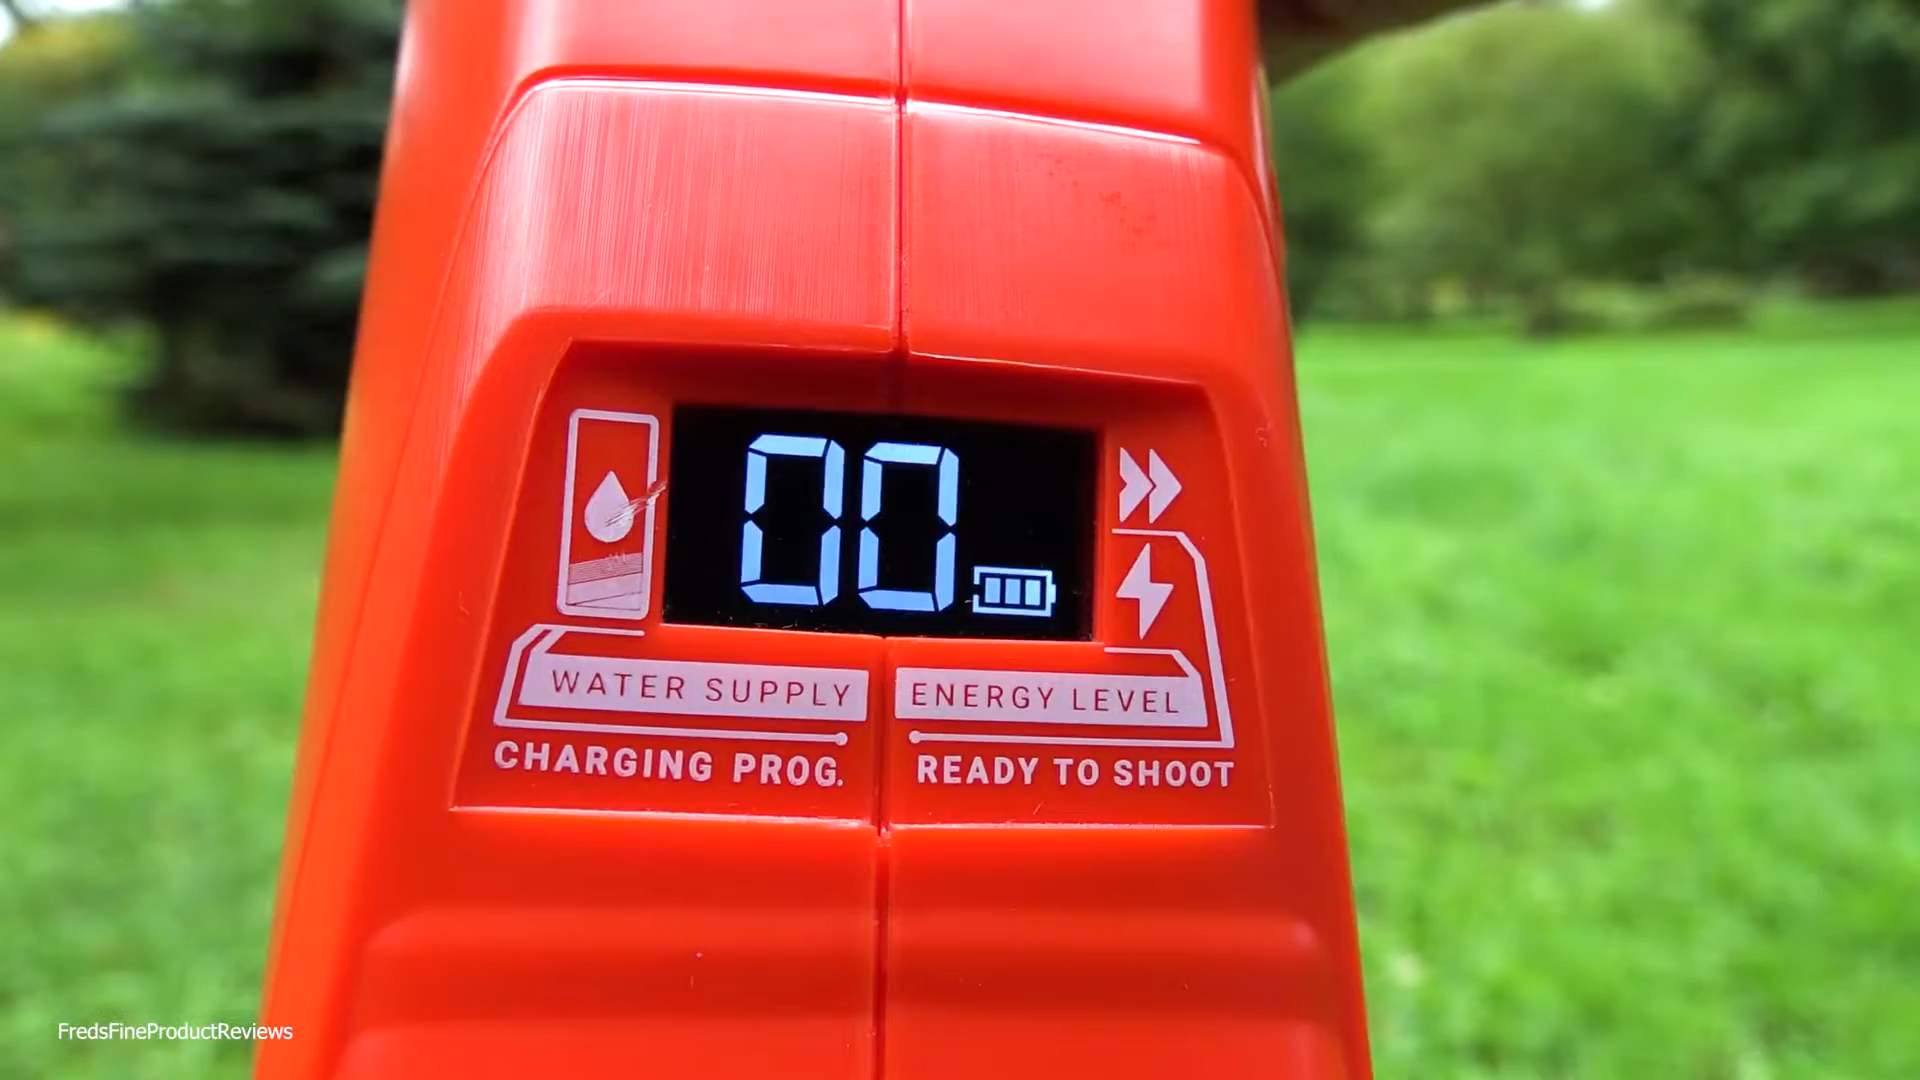 00
WATER SUPPLY
ENERGY LEVEL
CHARGING PROG.
READY TO SHOOT
FredsFineProductReviews